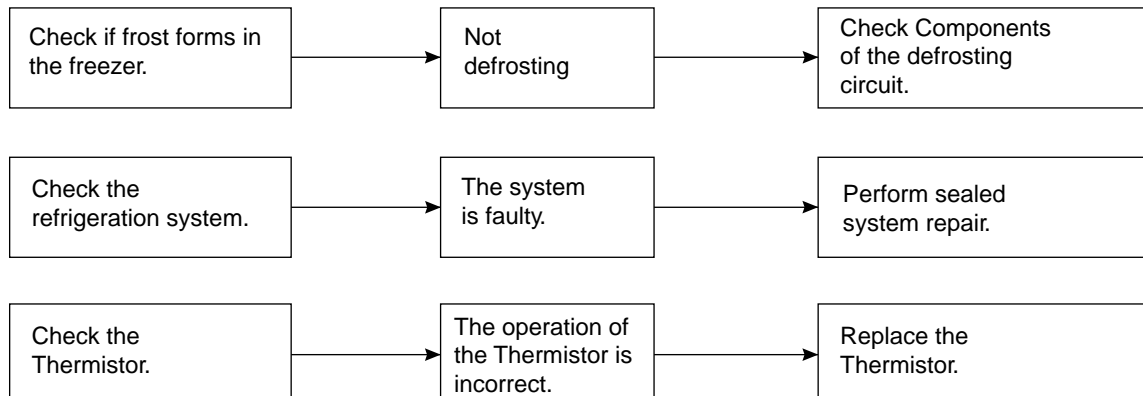 Check if frost forms in
the freezer.
Not
defrosting
Check Components
of the defrosting
circuit.
Check the
refrigeration system.
The system
is faulty.
Perform sealed
system repair.
Check the
Thermistor.
The operation of
the Thermistor is
incorrect.
Replace the
Thermistor.